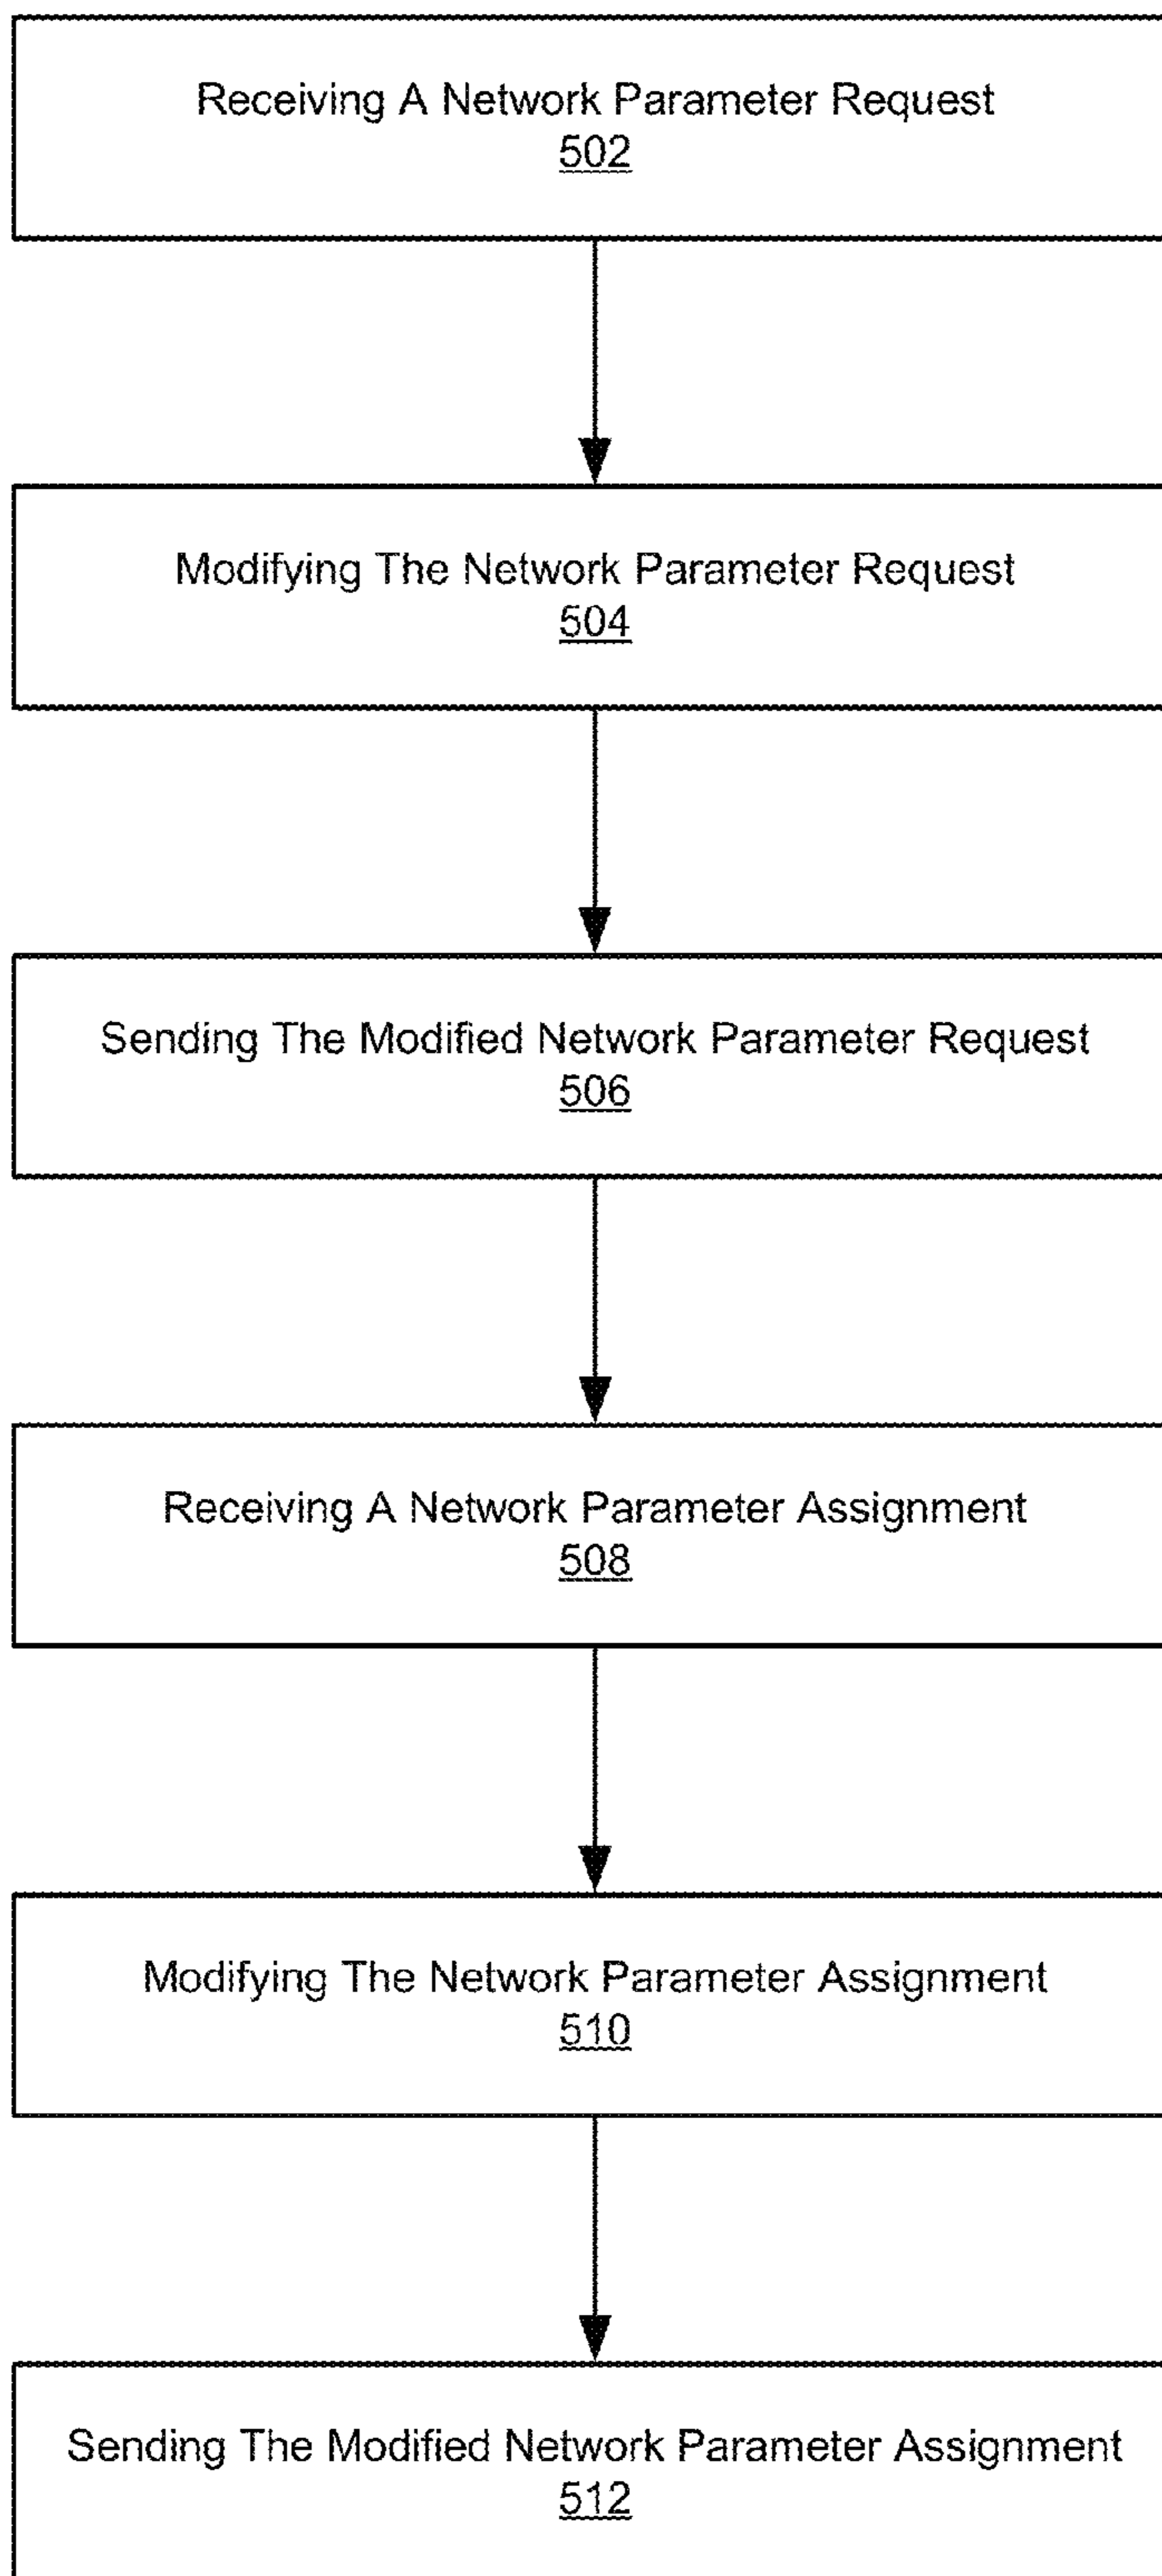 Receiving A Network Parameter Request
502
Modifying The Network Parameter Request
504
Sending The Modified Network Parameter Request
506
Receiving A Network Parameter Assignment
508
Modifying The Network Parameter Assignment
510
Sending The Modified Network Parameter Assignment
512